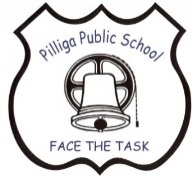 Pilliga Public School
FACE THE TASK